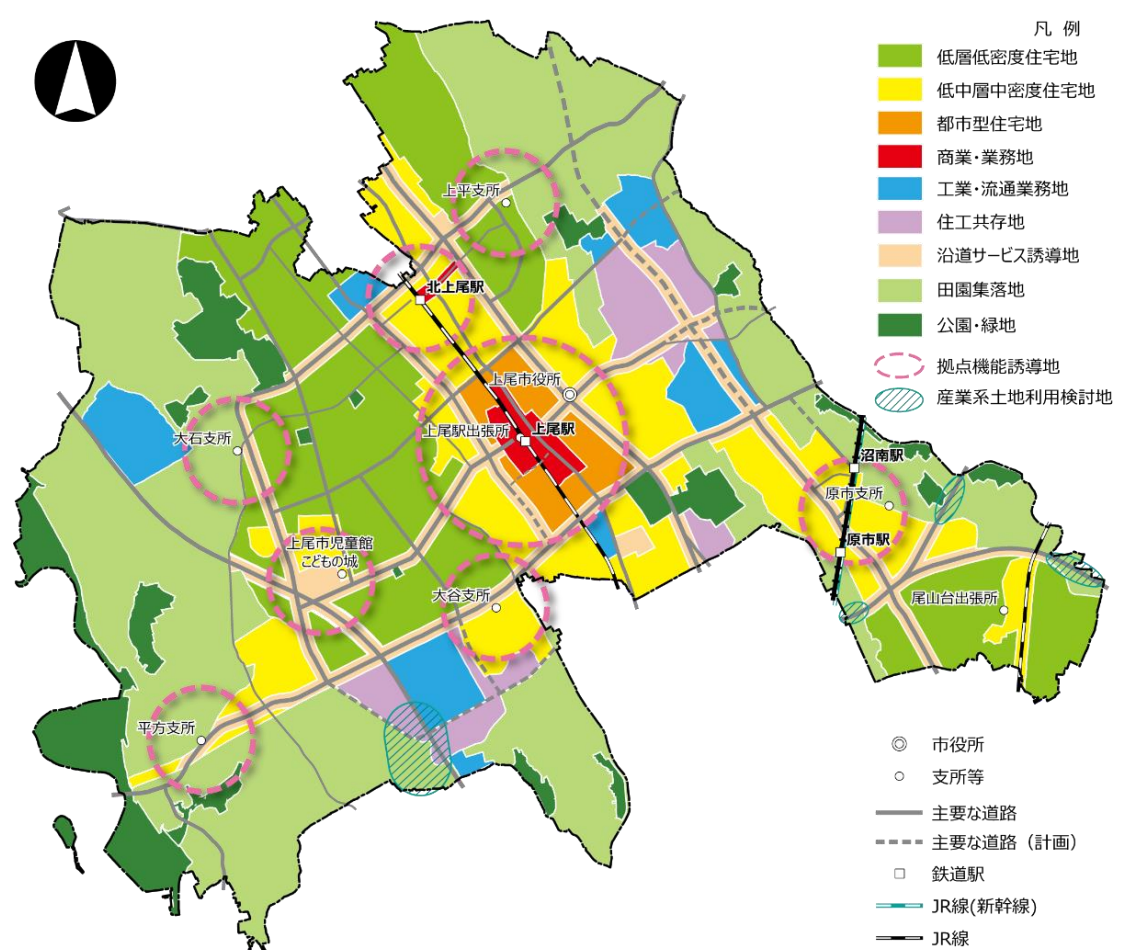 凡 例
低層低密度住宅地
低中層中密度住宅地
都市型住宅地
商業・業務地
工業・流通業務地
住工共存地
沿道サービス誘導地
田園集落地
公園・緑地
拠点機能誘導地
産業系土地利用検討地
上平支所
北上尾駅
上尾市役所
上尾駅出張所
上尾駅
大石支所
沼南駅
原市支所
原市駅
上尾市児童館
こどもの城
大谷支所
尾山台出張所
平方支所
市役所
支所等
主要な道路
主要な道路（計画）
鉄道駅
JR線(新幹線)
JR線